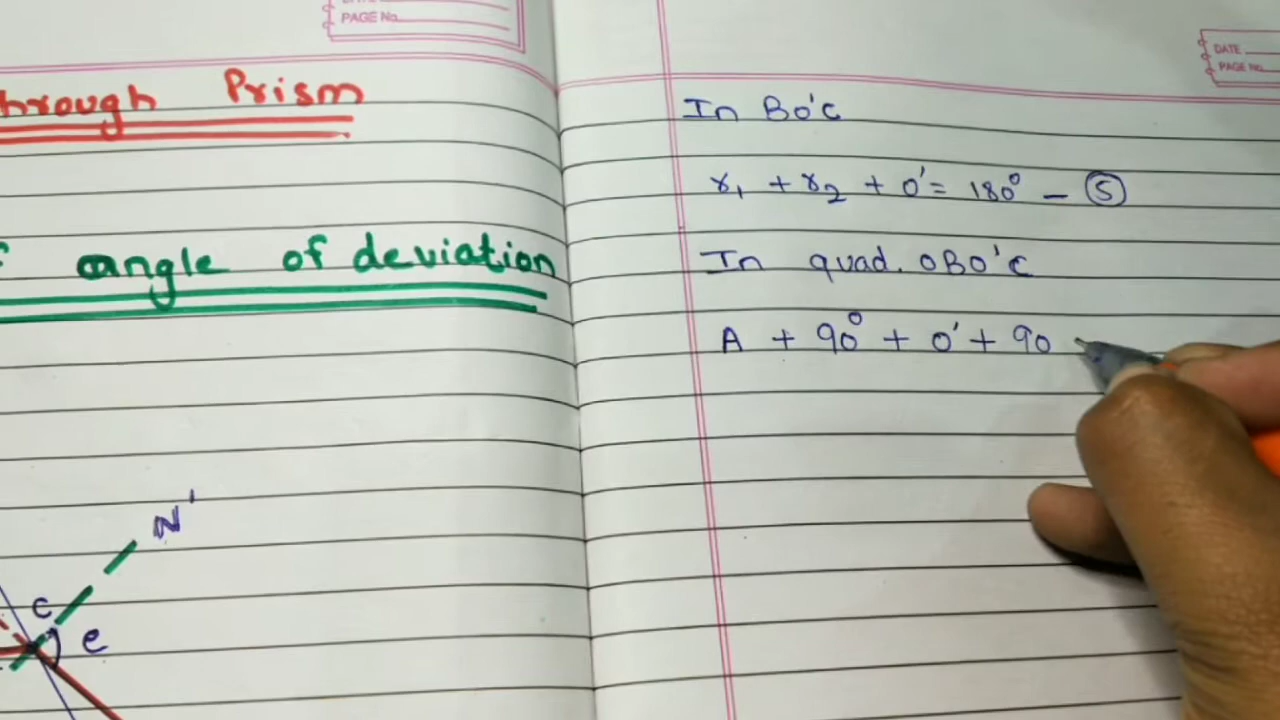 PAGE No.
hrough Prism
angle of deviation
N'
C
e
DATE
PAGE No.
In BO'C
r₁ + r₂ + O' = 180° — ⑤
In quad. OBO'C
A + 90° + O' + 90